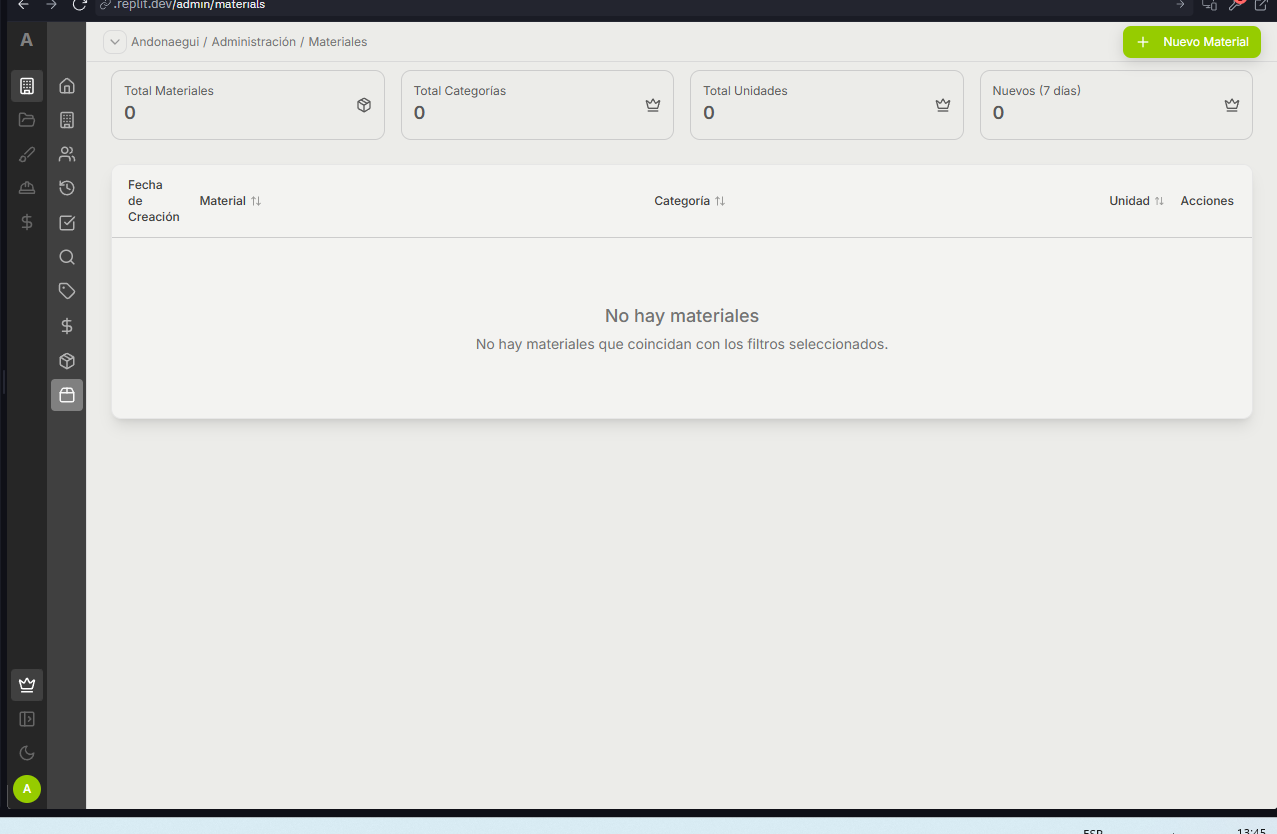 .replit.dev/admin/materials
A
Andonaegui / Administración / Materiales
+ Nuevo Material
Total Materiales
0
Total Categorías
0
Total Unidades
0
Nuevos (7 días)
0
Fecha de Creación
Material
Categoría
Unidad
Acciones
No hay materiales
No hay materiales que coincidan con los filtros seleccionados.
A
ESP
13:45